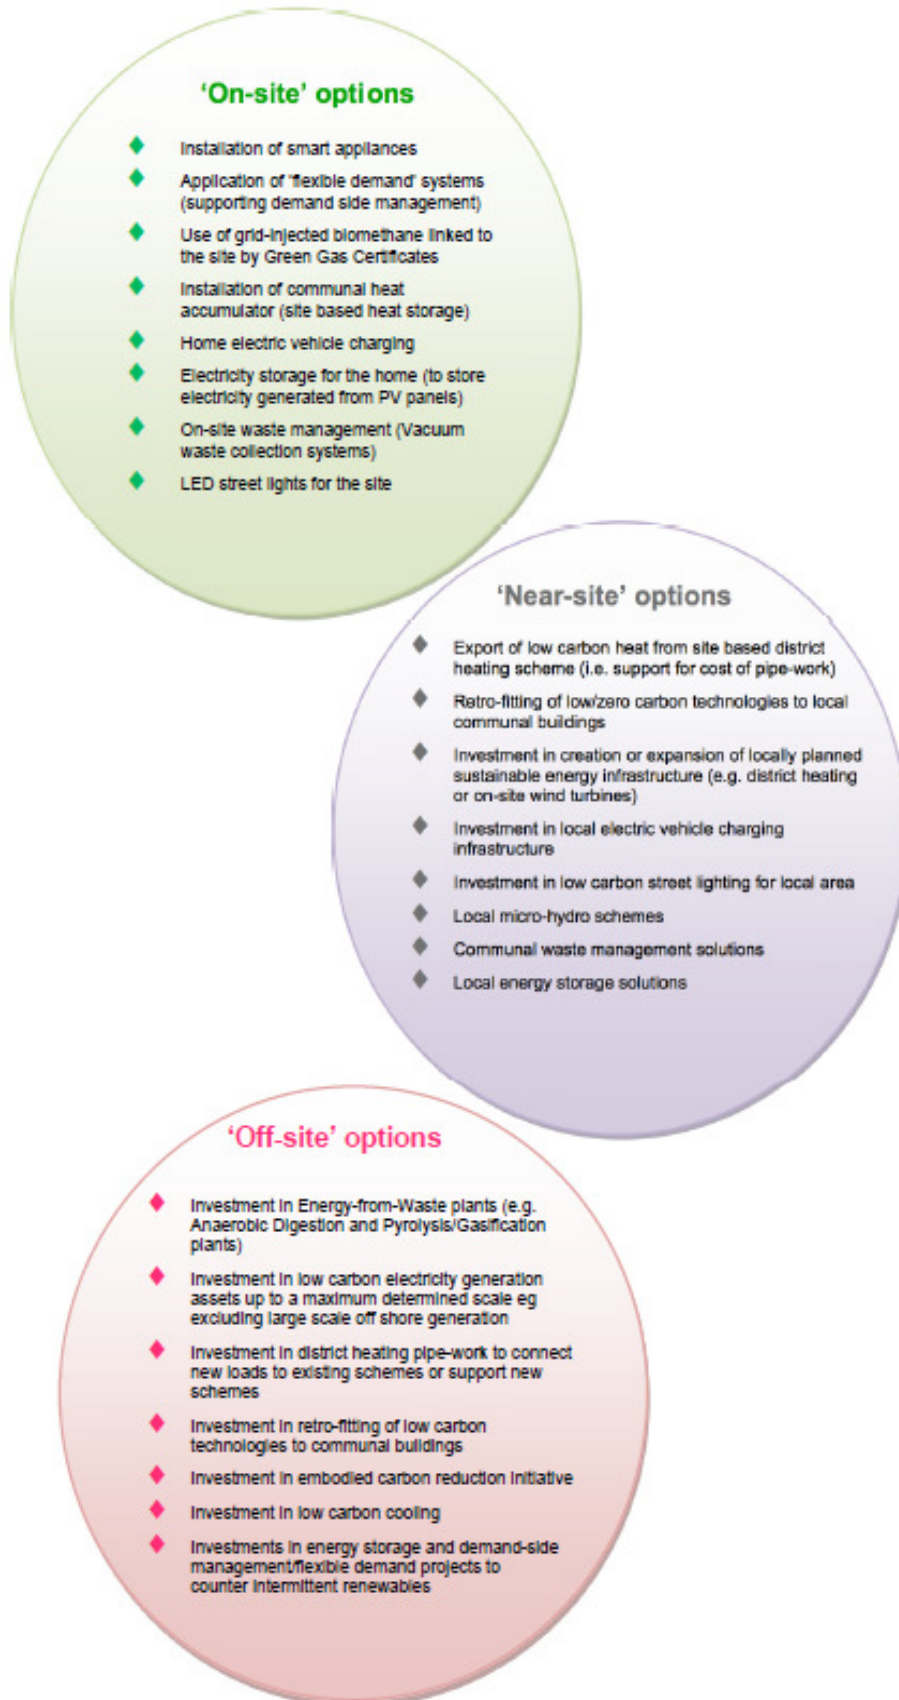 ‘On-site’ options
Installation of smart appliances
Application of ‘flexible demand’ systems
(supporting demand side management)
Use of grid-injected biomethane linked to
the site by Green Gas Certificates
Installation of communal heat
accumulator (site based heat storage)
Home electric vehicle charging
Electricity storage for the home (to store
electricity generated from PV panels)
On-site waste management (Vacuum
waste collection systems)
LED street lights for the site
‘Near-site’ options
Export of low carbon heat from site based district
heating scheme (i.e. support for cost of pipe-work)
Retro-fitting of low/zero carbon technologies to local
communal buildings
Investment in creation or expansion of locally planned
sustainable energy infrastructure (e.g. district heating
or on-site wind turbines)
Investment in local electric vehicle charging
infrastructure
Investment in low carbon street lighting for local area
Local micro-hydro schemes
Communal waste management solutions
Local energy storage solutions
‘Off-site’ options
Investment in Energy-from-Waste plants (e.g.
Anaerobic Digestion and Pyrolysis/Gasification
plants)
Investment in low carbon electricity generation
assets up to a maximum determined scale eg
excluding large scale off shore generation
Investment in district heating pipe-work to connect
new loads to existing schemes or support new
schemes
Investment in retro-fitting of low carbon
technologies to communal buildings
Investment in embodied carbon reduction initiative
Investment in low carbon cooling
Investments in energy storage and demand-side
management/flexible demand projects to
counter intermittent renewables